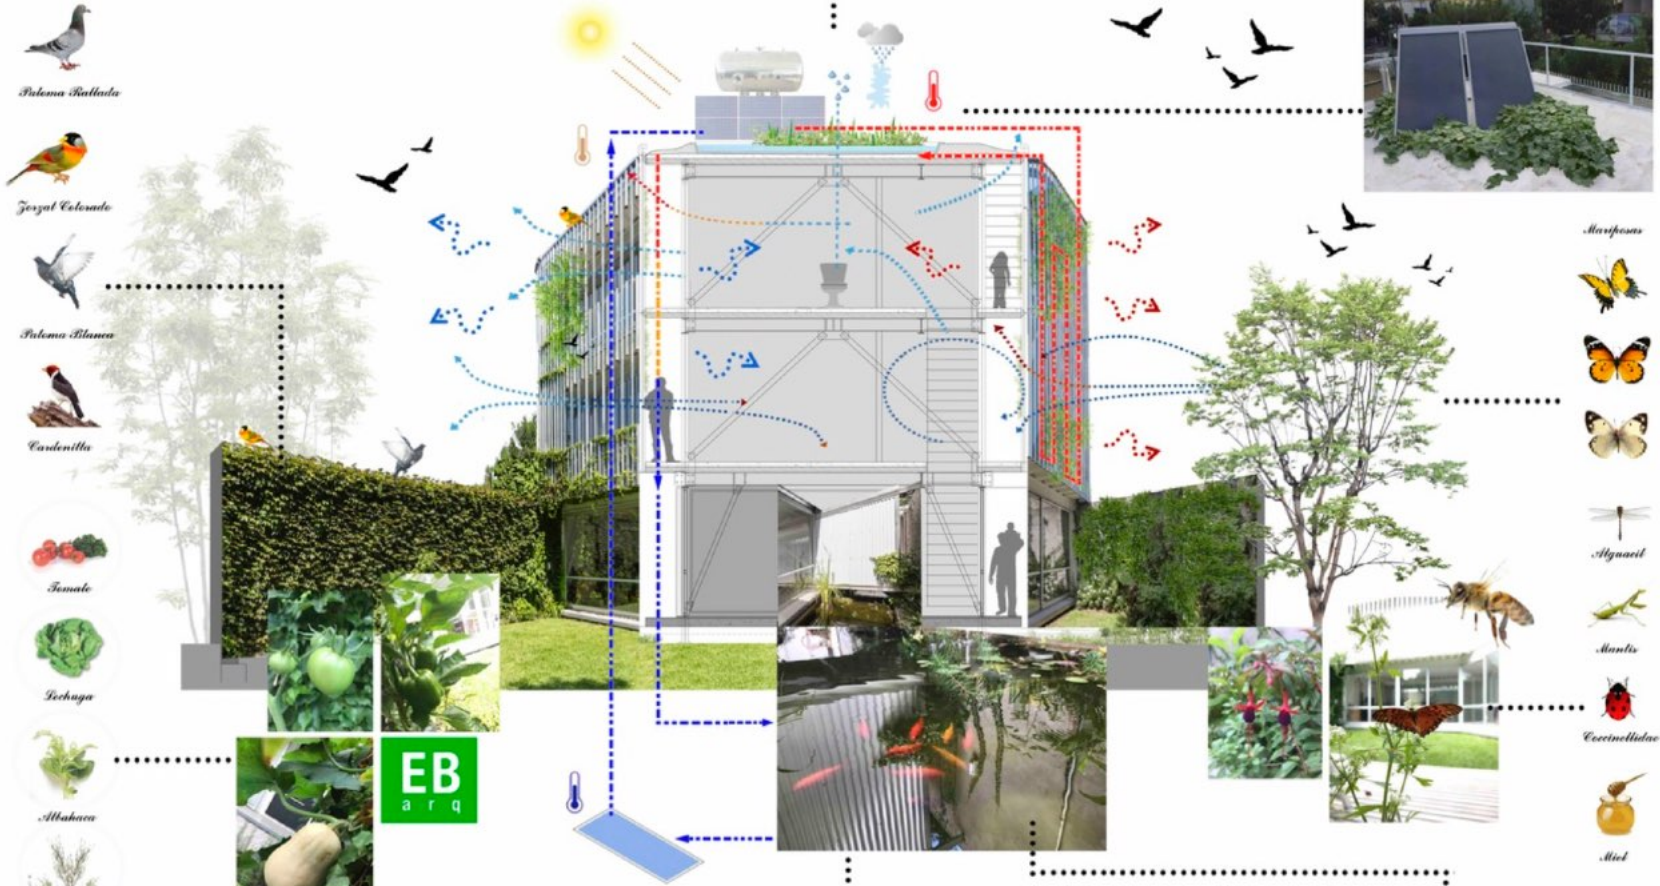 Paloma Rallada
Zorzal Colorado
Paloma Blanca
Cardenilla
Tomate
Lechuga
Albahaca
EB
arq
Mariposas
Alguacil
Mantis
Coccinellidae
Miel